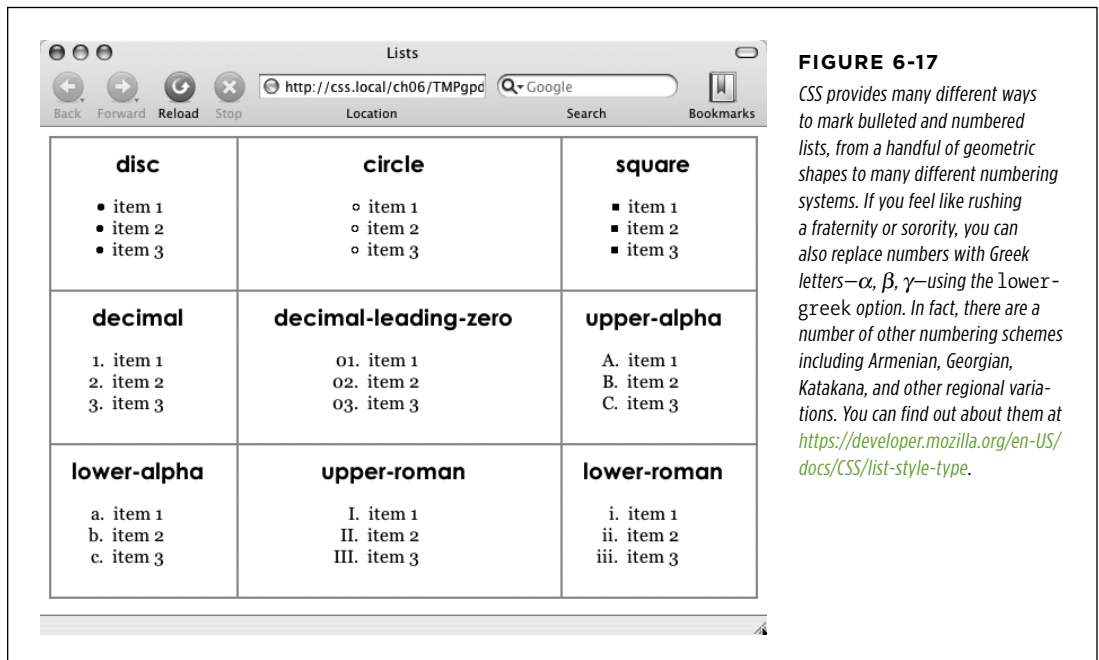 Lists
http://css.local/ch06/TMPgpd
Google
Back Forward Reload Stop Location Search Bookmarks
disc
item 1
item 2
item 3
circle
item 1
item 2
item 3
square
item 1
item 2
item 3
decimal
1. item 1
2. item 2
3. item 3
decimal-leading-zero
01. item 1
02. item 2
03. item 3
upper-alpha
A. item 1
B. item 2
C. item 3
lower-alpha
a. item 1
b. item 2
c. item 3
upper-roman
I. item 1
II. item 2
III. item 3
lower-roman
i. item 1
ii. item 2
iii. item 3
FIGURE 6-17
CSS provides many different ways
to mark bulleted and numbered
lists, from a handful of geometric
shapes to many different numbering
systems. If you feel like rushing
a fraternity or sorority, you can
also replace numbers with Greek
letters—α, β, γ—using the lower-
greek option. In fact, there are a
number of other numbering schemes
including Armenian, Georgian,
Katakana, and other regional varia-
tions. You can find out about them at
https://developer.mozilla.org/en-US/
docs/CSS/list-style-type.